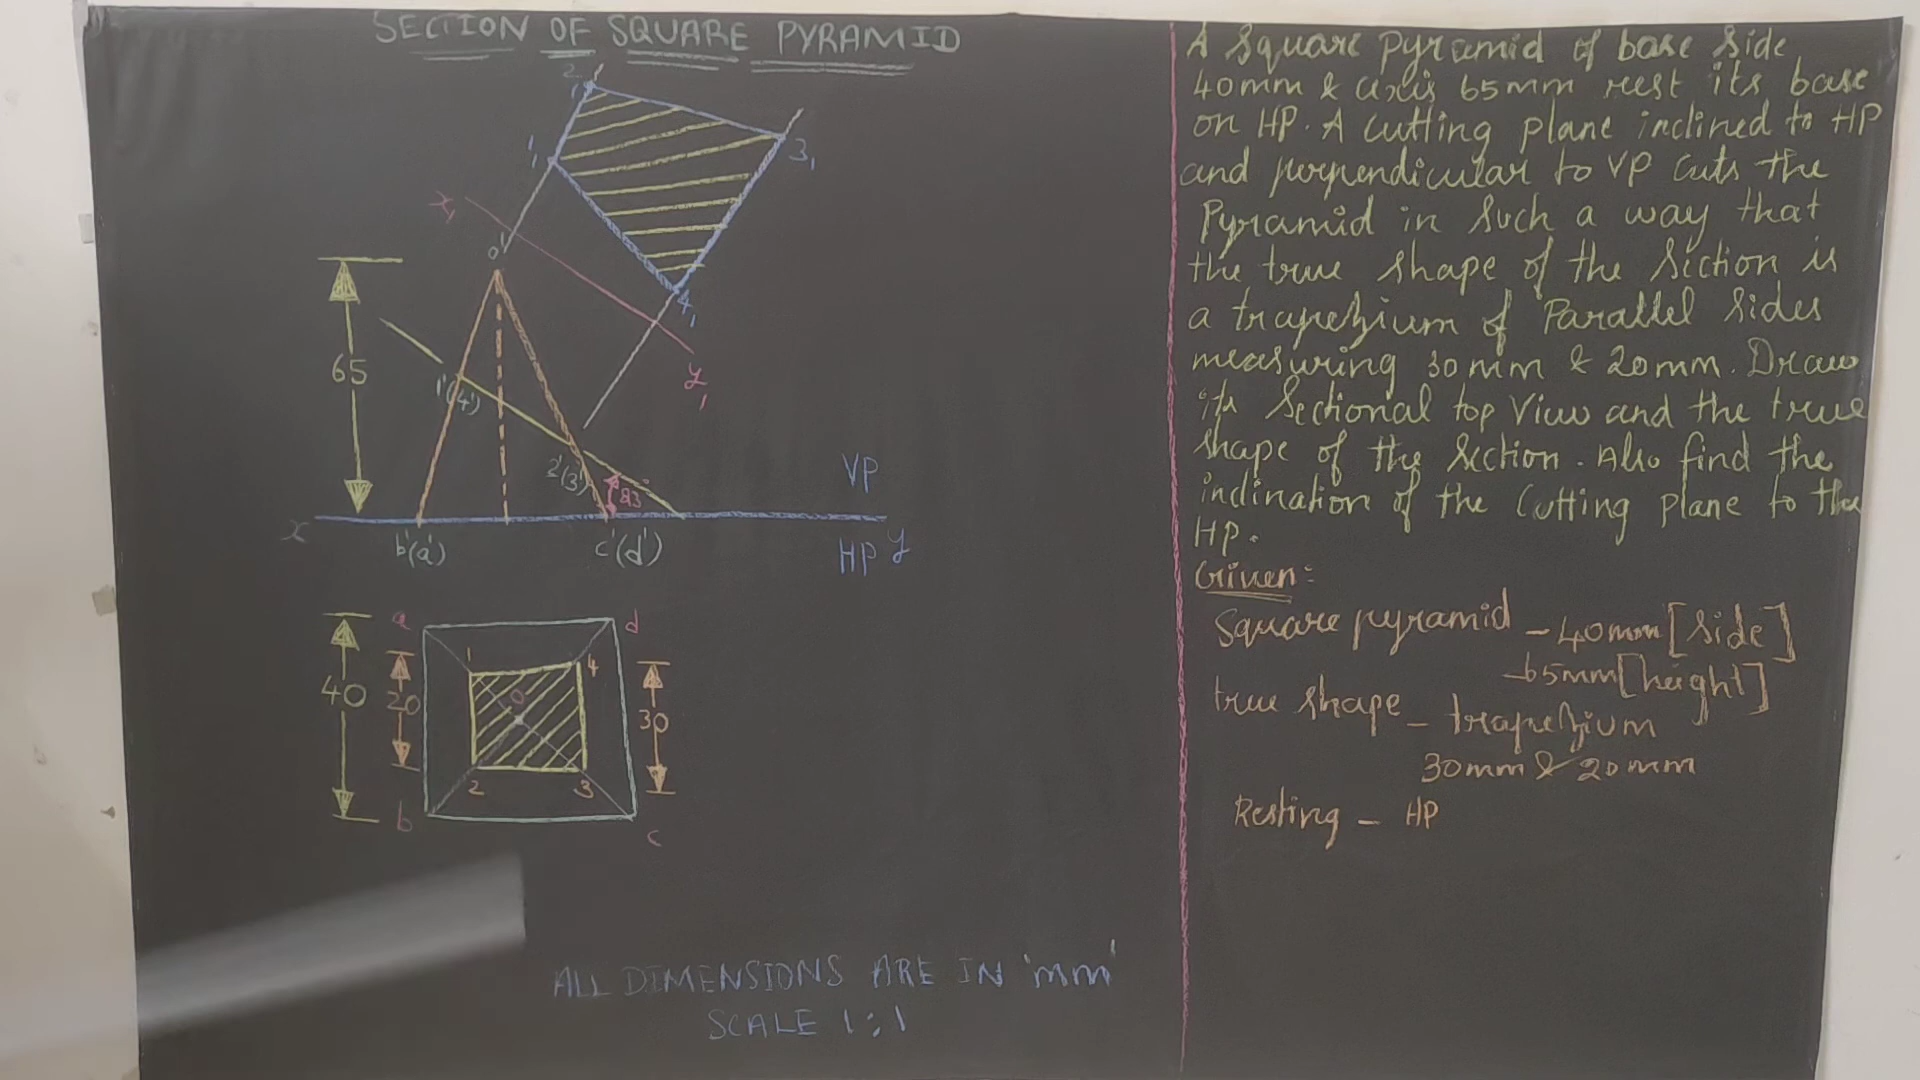 SECTION OF SQUARE PYRAMID
2,
1,
3,
x,
o'
4,
65
y,
1'(4')
2'(3')
VP
x
b'(a')
c'(d')
HP y
a
d
1
4
40
20
o
30
2
3
b
c
ALL DIMENSIONS ARE IN 'mm'
SCALE 1:1
A Square pyramid of base side
40mm & axis 65mm rest its base
on HP. A cutting plane inclined to HP
and perpendicular to VP cuts the
Pyramid in such a way that
the true shape of the Section is
a trapezium of Parallel sides
measuring 30mm & 20mm. Draw
its Sectional top View and the true
shape of the section. Also find the
inclination of the Cutting plane to the
HP.
Given:
Square pyramid - 40mm [side]
- 65mm [height]
true shape - trapezium
30mm & 20mm
Resting - HP